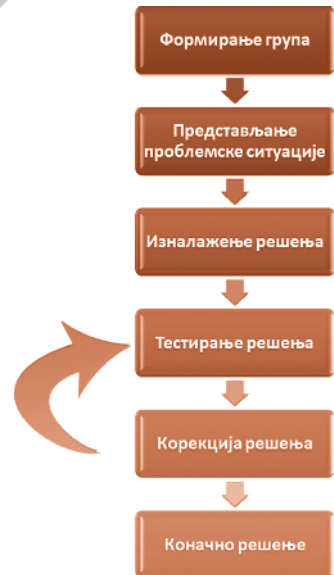 Формирање група
Представљање
проблемске ситуације
Изналажење решења
Тестирање решења
Корекција решења
Коначно решење